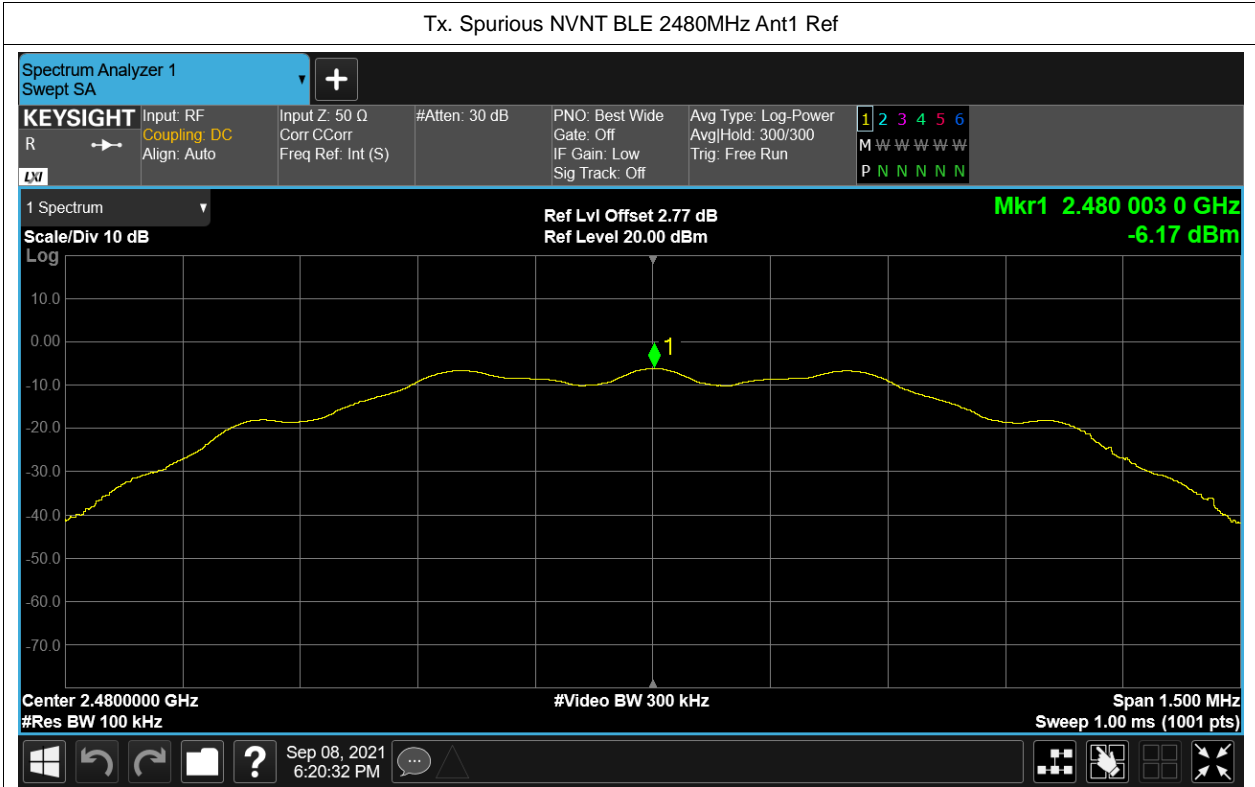 Tx. Spurious NVNT BLE 2480MHz Ant1 Ref
Spectrum Analyzer 1
Swept SA
KEYSIGHT
R
LXI
Input: RF
Coupling: DC
Align: Auto
Input Z: 50 Ω
Corr CCorr
Freq Ref: Int (S)
#Atten: 30 dB
PNO: Best Wide
Gate: Off
IF Gain: Low
Sig Track: Off
Avg Type: Log-Power
Avg|Hold: 300/300
Trig: Free Run
1 2 3 4 5 6
M W W W W W
P N N N N N
1 Spectrum
Scale/Div 10 dB
Log
Ref Lvl Offset 2.77 dB
Ref Level 20.00 dBm
Mkr1 2.480 003 0 GHz
-6.17 dBm
1
10.0
0.00
-10.0
-20.0
-30.0
-40.0
-50.0
-60.0
-70.0
Center 2.4800000 GHz
#Res BW 100 kHz
#Video BW 300 kHz
Span 1.500 MHz
Sweep 1.00 ms (1001 pts)
?
Sep 08, 2021
6:20:32 PM